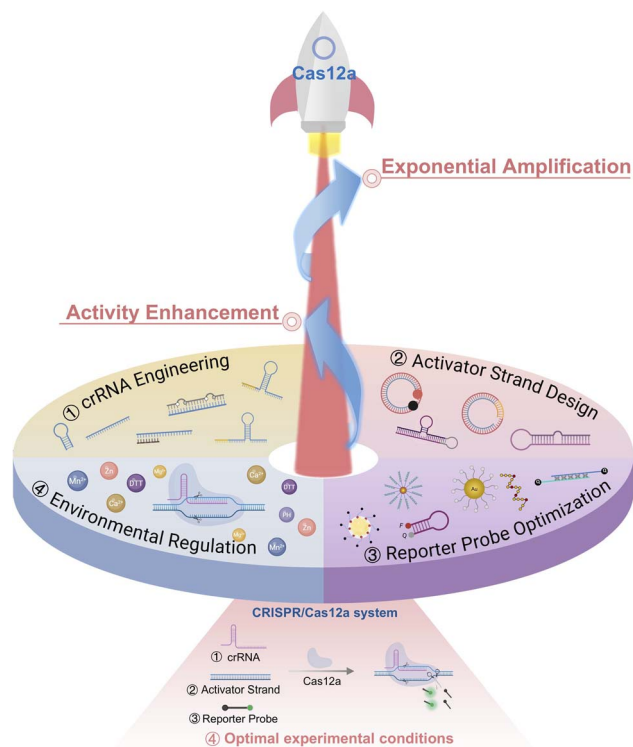 Cas12a
Exponential Amplification
Activity Enhancement
① crRNA Engineering
② Activator Strand Design
Mn²⁺
Zn
Mg²⁺
DTT
Ca²⁺
Ca²⁺
DTT
PH
Mg²⁺
Zn
Mn²⁺
④ Environmental Regulation
Au
F
Q
③ Reporter Probe Optimization
CRISPR/Cas12a system
① crRNA
② Activator Strand
Cas12a
③ Reporter Probe
④ Optimal experimental conditions